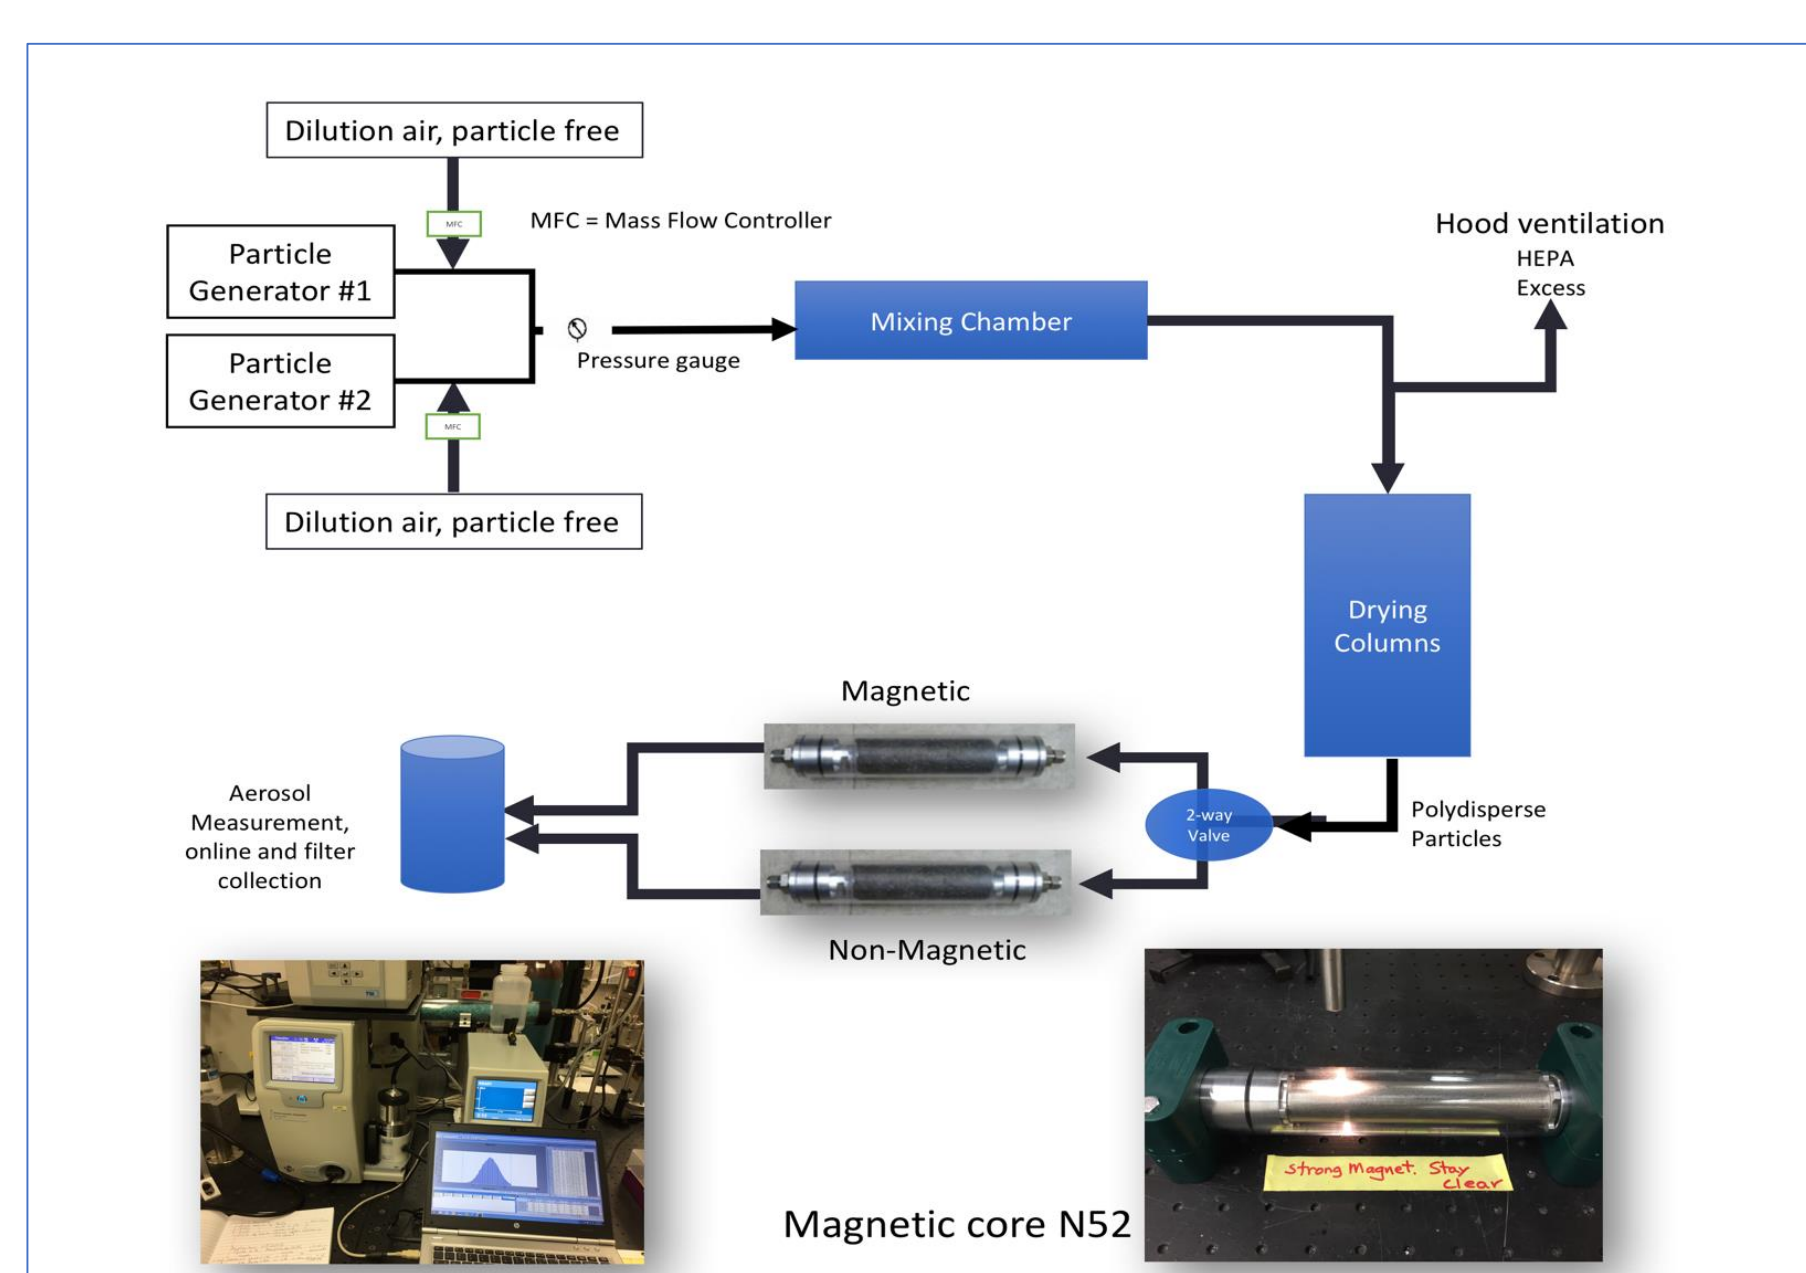 Dilution air, particle free
MFC
MFC = Mass Flow Controller
Particle
Generator #1
Particle
Generator #2
Pressure gauge
MFC
Dilution air, particle free
Mixing Chamber
Hood ventilation
HEPA
Excess
Drying
Columns
Polydisperse
Particles
2-way
Valve
Magnetic
Non-Magnetic
Aerosol
Measurement,
online and filter
collection
Magnetic core N52
Strong Magnet. Stay
clear